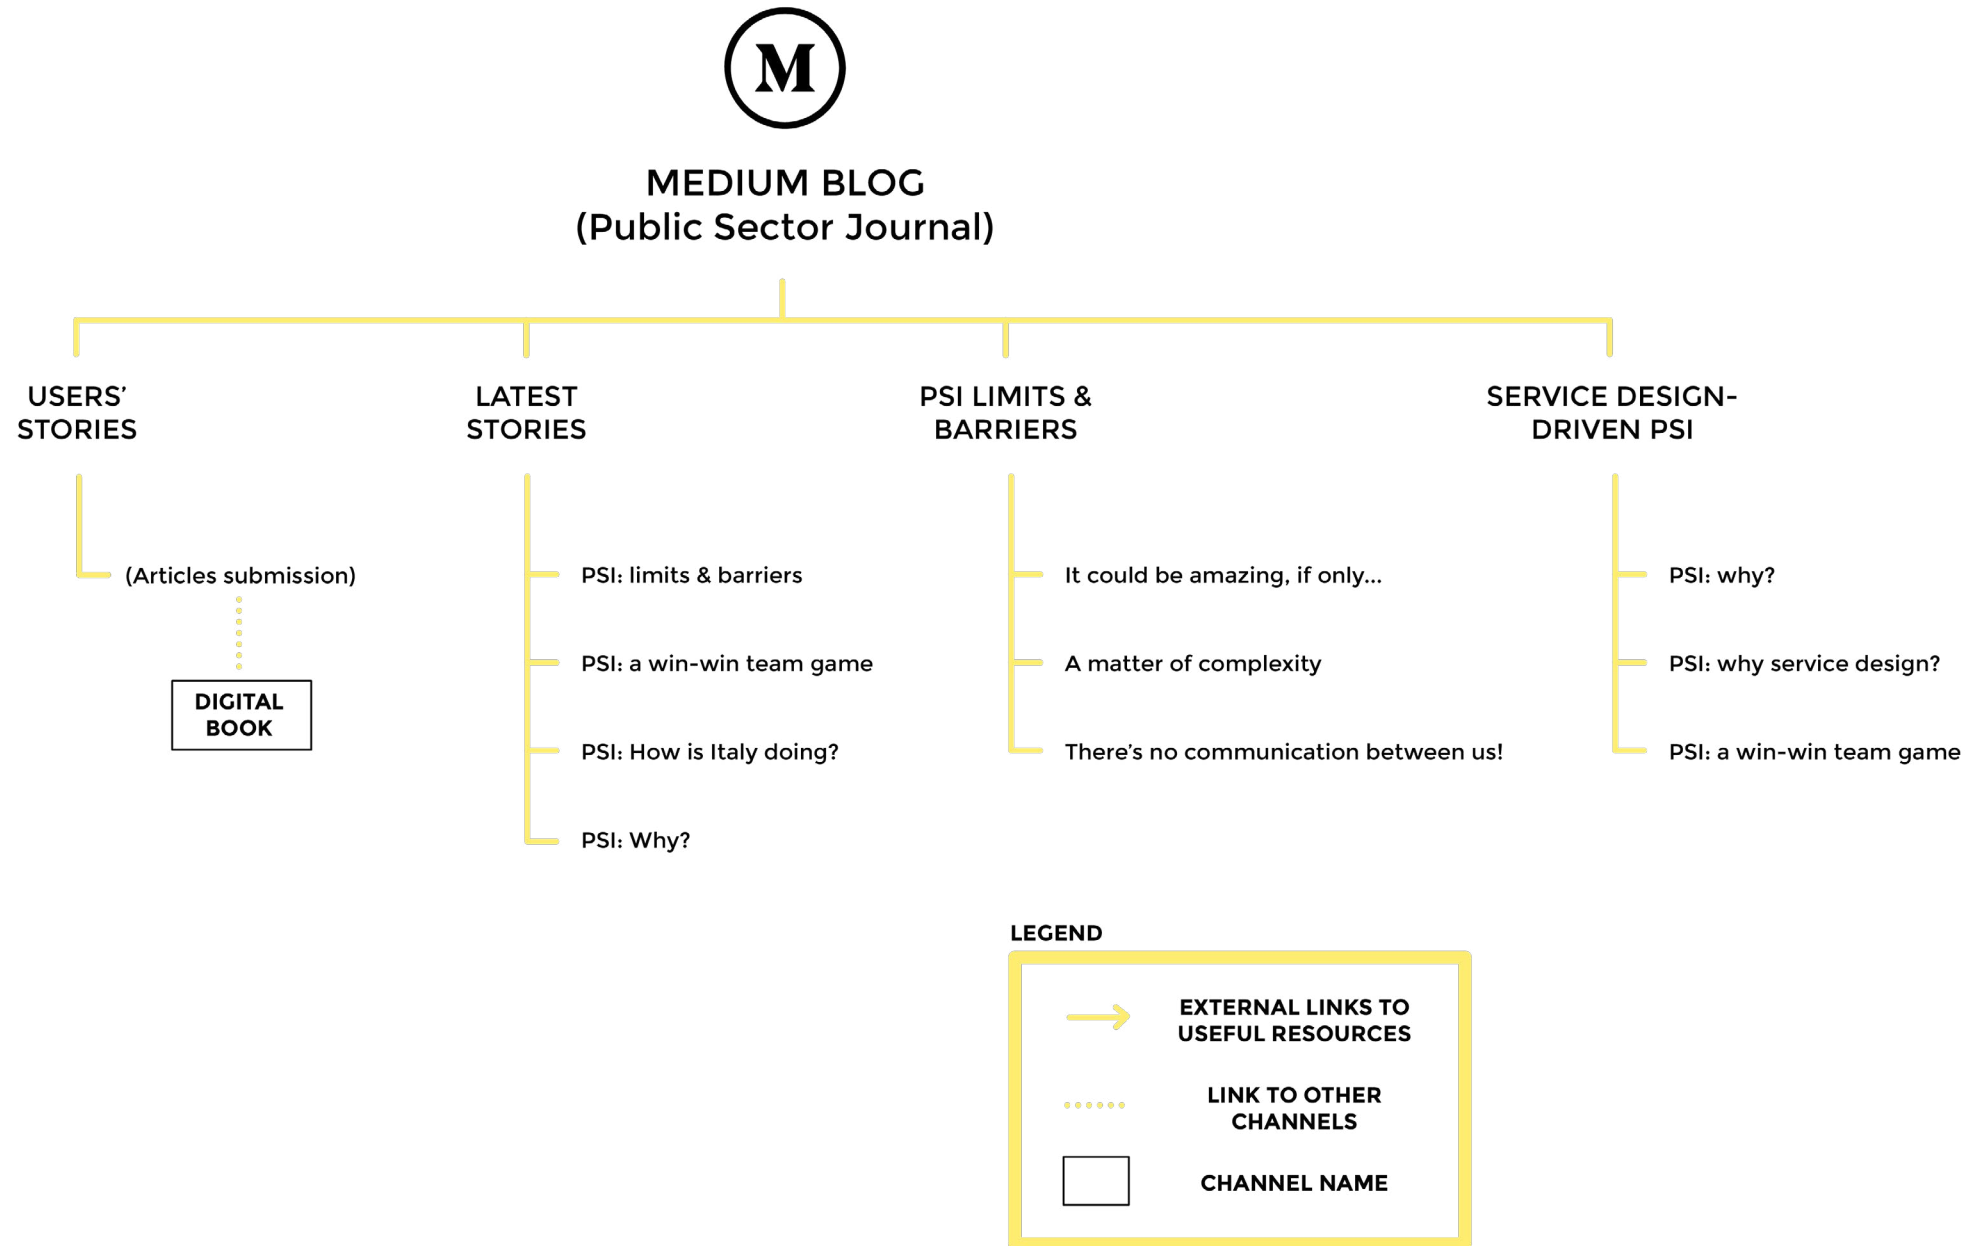 M
MEDIUM BLOG
(Public Sector Journal)
USERS’
STORIES
(Articles submission)
DIGITAL
BOOK
LATEST
STORIES
PSI: limits & barriers
PSI: a win-win team game
PSI: How is Italy doing?
PSI: Why?
PSI LIMITS &
BARRIERS
It could be amazing, if only...
A matter of complexity
There’s no communication between us!
SERVICE DESIGN-
DRIVEN PSI
PSI: why?
PSI: why service design?
PSI: a win-win team game
LEGEND
EXTERNAL LINKS TO
USEFUL RESOURCES
LINK TO OTHER
CHANNELS
CHANNEL NAME